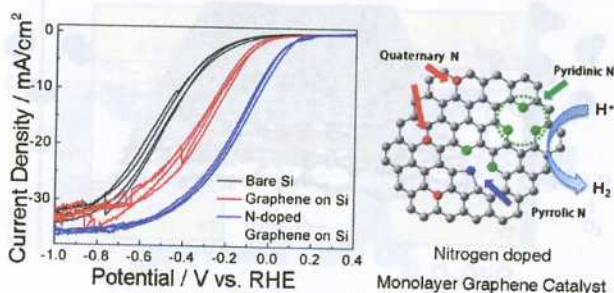 Current Density / mA/cm²
0
-10
-20
-30
Bare Si
Graphene on Si
N-doped
Graphene on Si
-1.0 -0.8 -0.6 -0.4 -0.2 0.0 0.2 0.4
Potential / V vs. RHE
Quaternary N
Pyridinic N
H⁺
H₂
Pyrrolic N
Nitrogen doped
Monolayer Graphene Catalyst